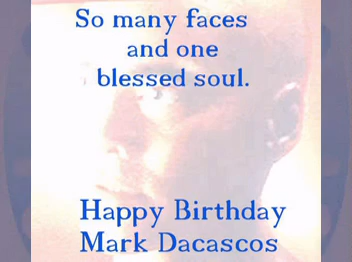 So many faces
and one
blessed soul.
Happy Birthday
Mark Dacascos